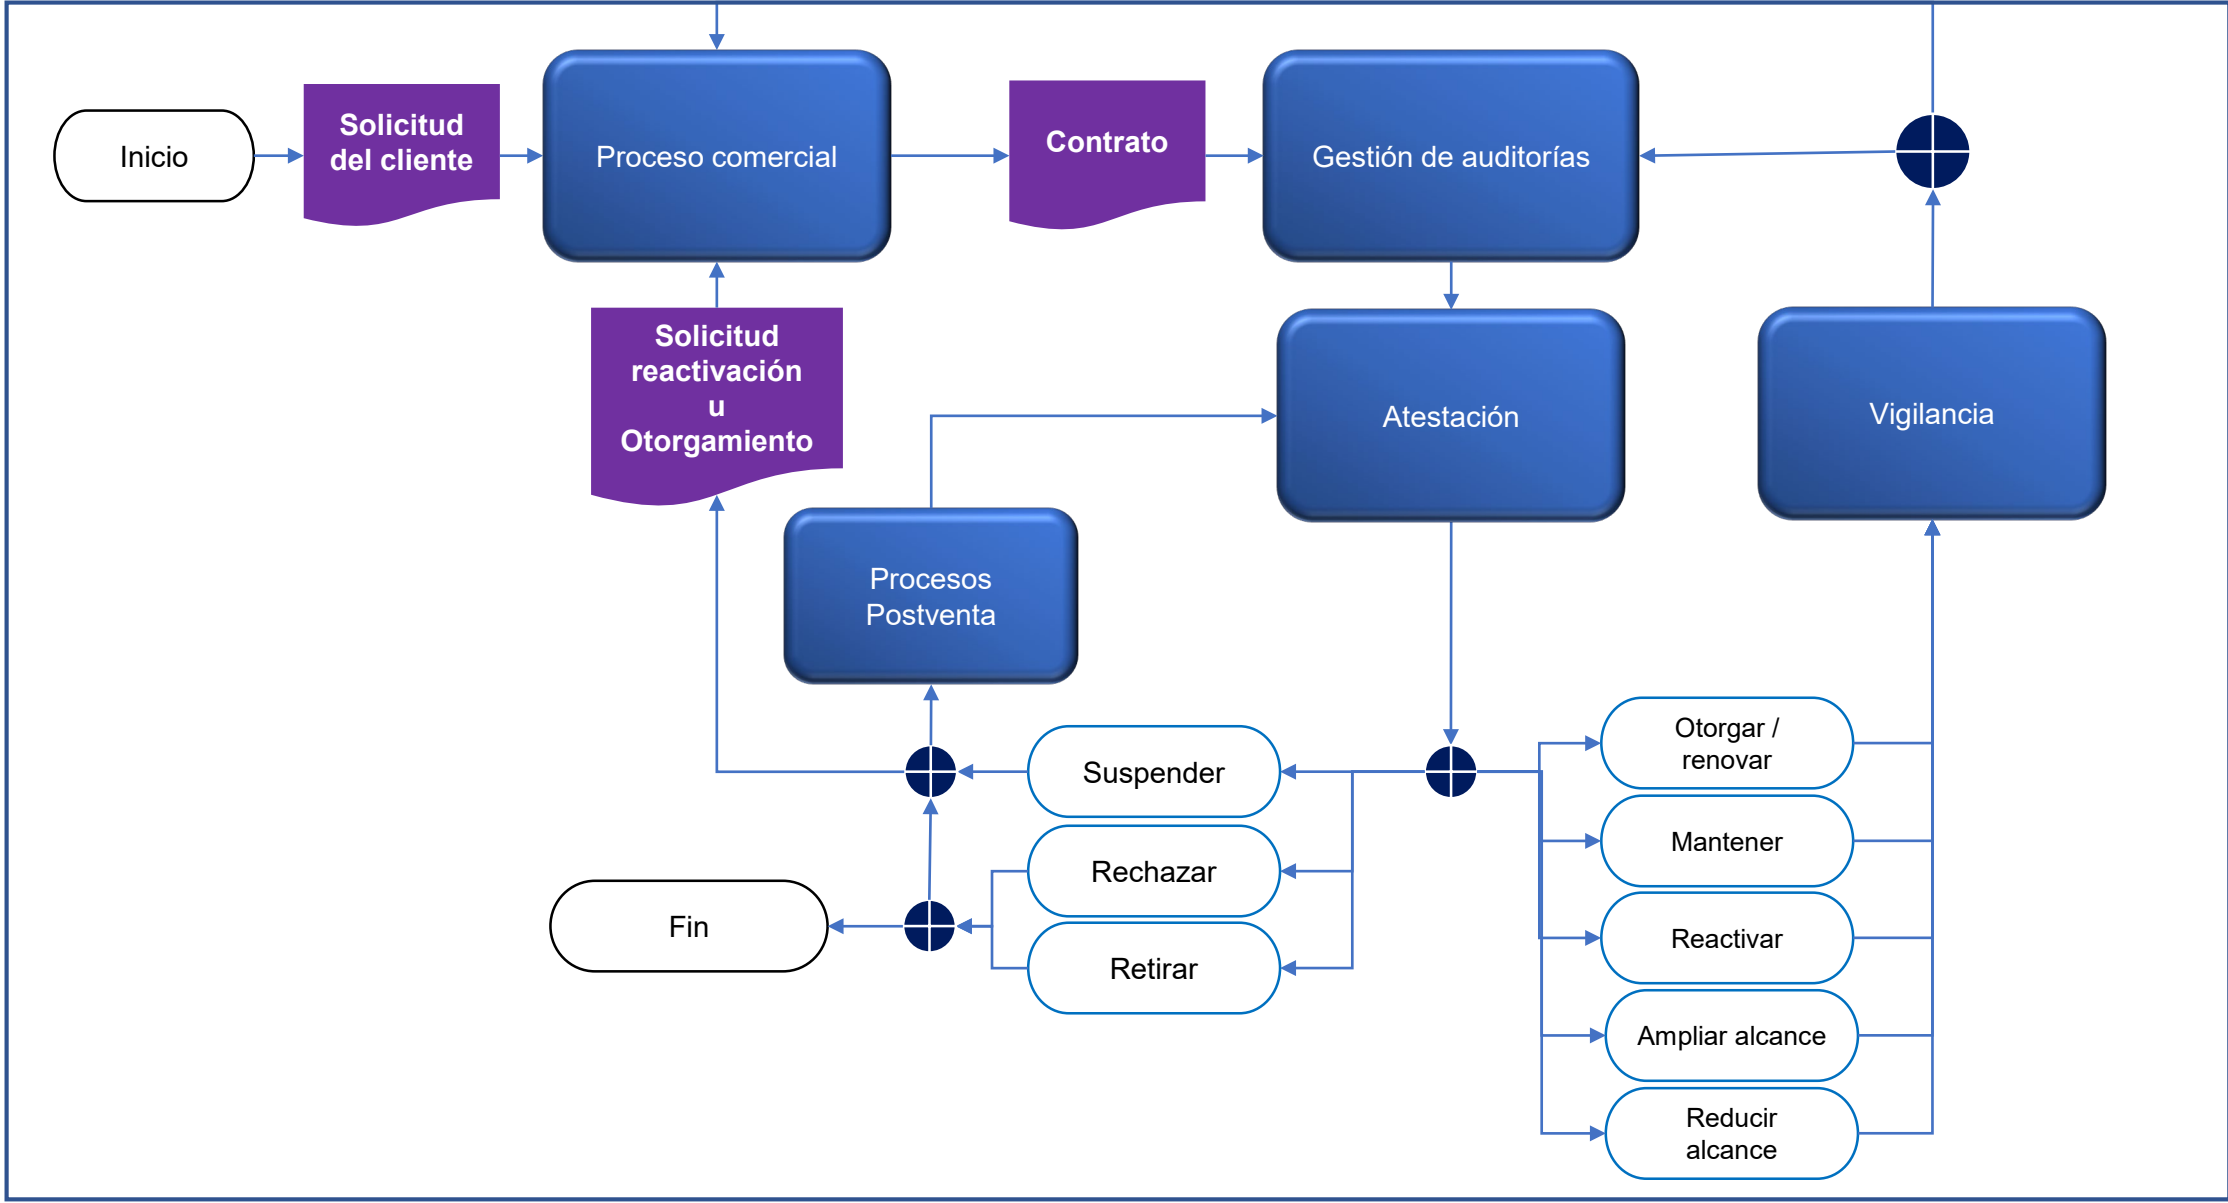 Inicio
Solicitud
del cliente
Proceso comercial
Contrato
Gestión de auditorías
Solicitud
reactivación
u
Otorgamiento
Atestación
Vigilancia
Procesos
Postventa
Suspender
Rechazar
Retirar
Fin
Otorgar /
renovar
Mantener
Reactivar
Ampliar alcance
Reducir
alcance